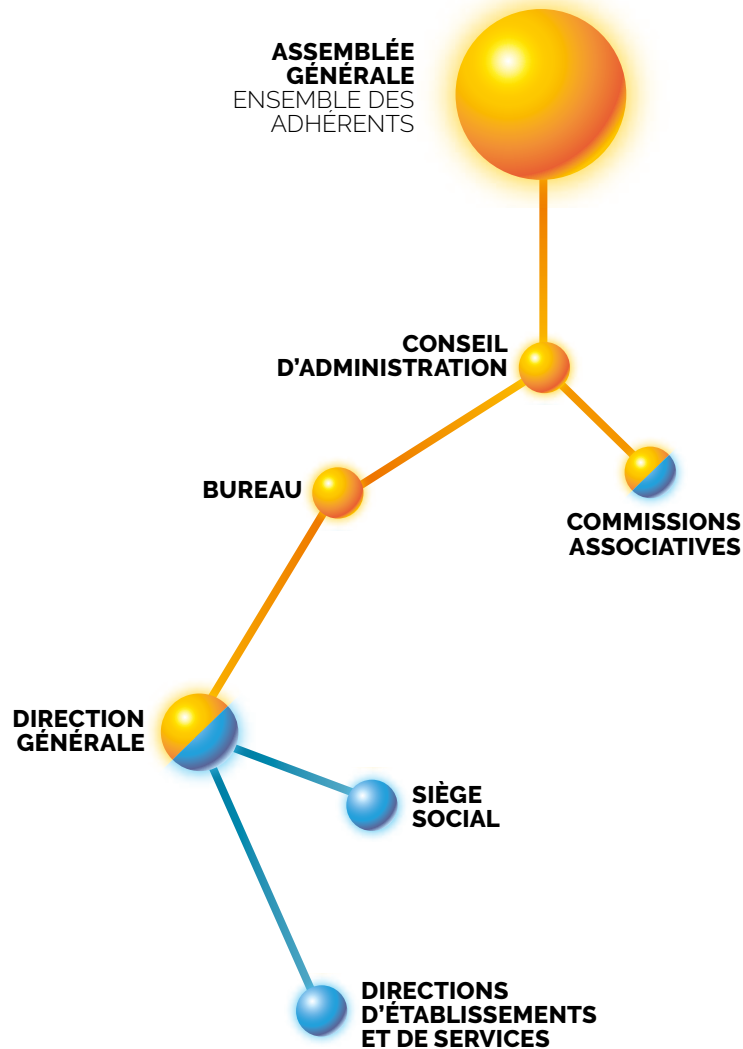 ASSEMBLÉE
GÉNÉRALE
ENSEMBLE DES
ADHÉRENTS
CONSEIL
D’ADMINISTRATION
BUREAU
COMMISSIONS
ASSOCIATIVES
DIRECTION
GÉNÉRALE
SIÈGE
SOCIAL
DIRECTIONS
D’ÉTABLISSEMENTS
ET DE SERVICES